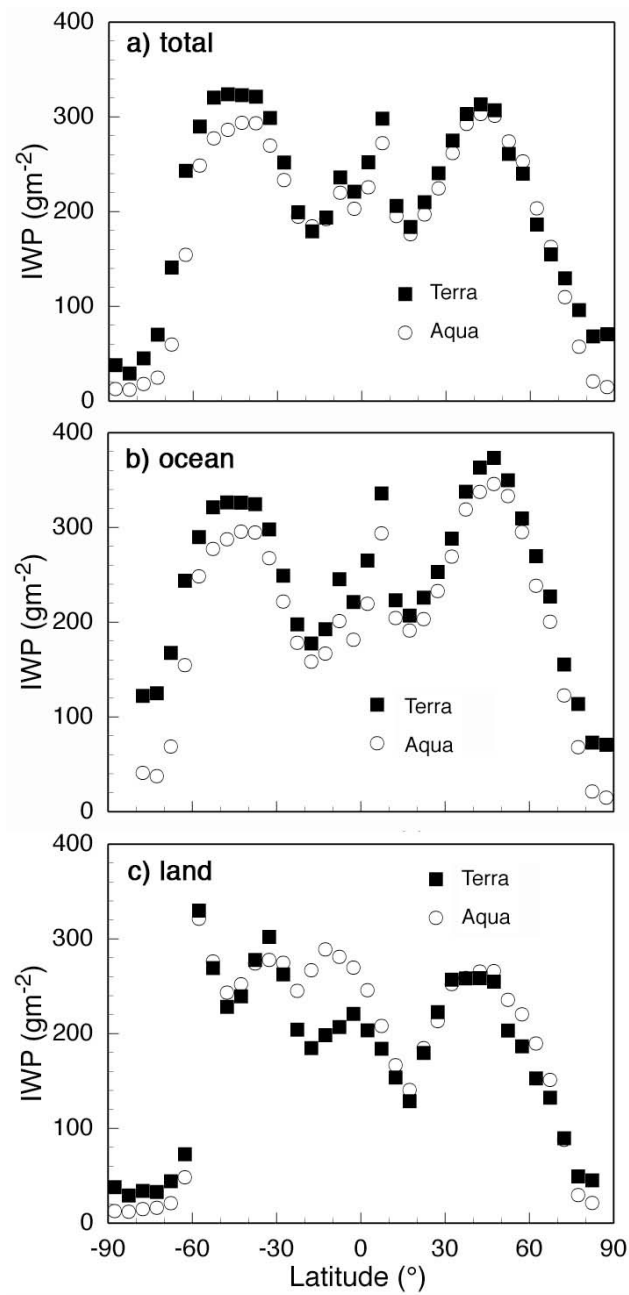 a) total
400
300
200
100
0
IWP (gm-2)
Terra
Aqua
b) ocean
400
300
200
100
0
IWP (gm-2)
Terra
Aqua
c) land
400
300
200
100
0
IWP (gm-2)
Terra
Aqua
-90 -60 -30 0 30 60 90
Latitude (°)